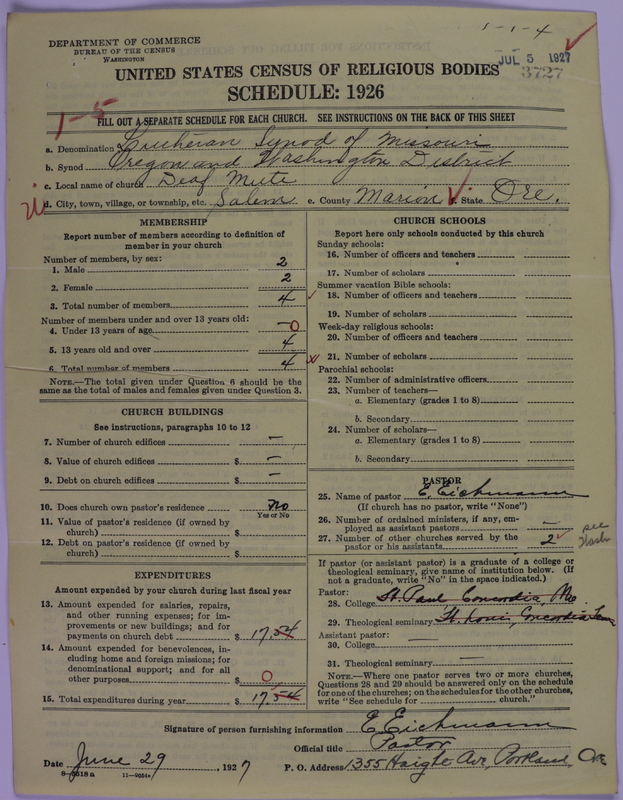 1-1-4
DEPARTMENT OF COMMERCE
BUREAU OF THE CENSUS
WASHINGTON
JUL 5 1927
3727
UNITED STATES CENSUS OF RELIGIOUS BODIES
SCHEDULE: 1926
1-5
FILL OUT A SEPARATE SCHEDULE FOR EACH CHURCH. SEE INSTRUCTIONS ON THE BACK OF THIS SHEET
a. Denomination Lutheran Synod of Missouri
b. Synod Oregon and Washington District
c. Local name of church Deaf Mute
d. City, town, village, or township, etc. Salem e. County Marion f. State Ore.
MEMBERSHIP
Report number of members according to definition of
member in your church
Number of members, by sex:
1. Male 2
2. Female 2
3. Total number of members 4
Number of members under and over 13 years old:
4. Under 13 years of age 0
5. 13 years old and over 4
6. Total number of members 4
NOTE.—The total given under Question 6 should be the
same as the total of males and females given under Question 3.
CHURCH BUILDINGS
See instructions, paragraphs 10 to 12
7. Number of church edifices —
8. Value of church edifices $ —
9. Debt on church edifices $ —
10. Does church own pastor's residence? No
Yes or No
11. Value of pastor's residence (if owned by
church) $
12. Debt on pastor's residence (if owned by
church) $
EXPENDITURES
Amount expended by your church during last fiscal year
13. Amount expended for salaries, repairs,
and other running expenses; for im-
provements or new buildings; and for
payments on church debt $ 17.54
14. Amount expended for benevolences, in-
cluding home and foreign missions; for
denominational support; and for all
other purposes $ 0
15. Total expenditures during year $ 17.54
CHURCH SCHOOLS
Report here only schools conducted by this church
Sunday schools:
16. Number of officers and teachers
17. Number of scholars
Summer vacation Bible schools:
18. Number of officers and teachers
19. Number of scholars
Week-day religious schools:
20. Number of officers and teachers
21. Number of scholars
Parochial schools:
22. Number of administrative officers
23. Number of teachers—
a. Elementary (grades 1 to 8)
b. Secondary
24. Number of scholars—
a. Elementary (grades 1 to 8)
b. Secondary
PASTOR
25. Name of pastor E. Eichmann
(If church has no pastor, write "None")
26. Number of ordained ministers, if any, em-
ployed as assistant pastors —
27. Number of other churches served by the
pastor or his assistants 2
see
Wash
If pastor (or assistant pastor) is a graduate of a college or
theological seminary, give name of institution below. (If
not a graduate, write "No" in the space indicated.)
Pastor:
28. College St. Paul, Concordia, Mo
29. Theological seminary St. Louis, Concordia Sem
Assistant pastor: —
30. College
31. Theological seminary —
NOTE.—Where one pastor serves two or more churches,
Questions 28 and 29 should be answered only on the schedule
for one of the churches; on the schedules for the other churches,
write "See schedule for church."
Signature of person furnishing information E Eichmann
Official title Pastor
Date June 29, 1927 P. O. Address 1355 Haight Av, Portland, Ore
8-3518a 11-9254